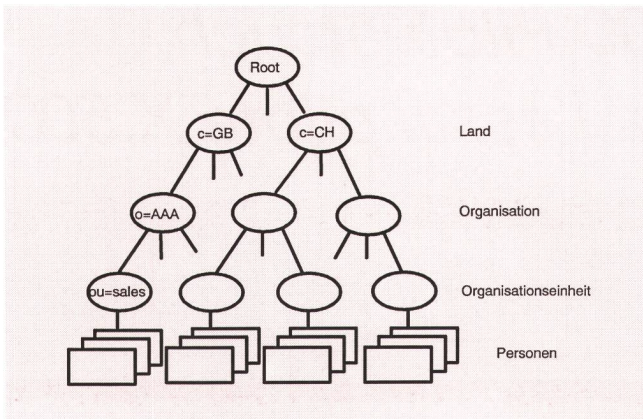 Root
c=GB
c=CH
Land
o=AAA
Organisation
ou=sales
Organisationseinheit
Personen